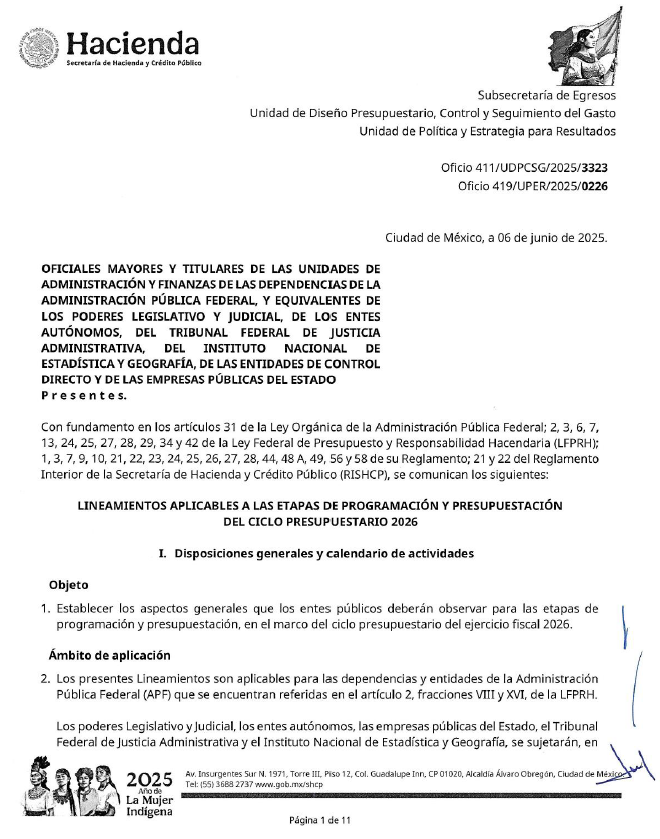 Hacienda
Secretaría de Hacienda y Crédito Público
Subsecretaría de Egresos
Unidad de Diseño Presupuestario, Control y Seguimiento del Gasto
Unidad de Política y Estrategia para Resultados
Oficio 411/UDPCSG/2025/3323
Oficio 419/UPER/2025/0226
Ciudad de México, a 06 de junio de 2025.
OFICIALES MAYORES Y TITULARES DE LAS UNIDADES DE
ADMINISTRACIÓN Y FINANZAS DE LAS DEPENDENCIAS DE LA
ADMINISTRACIÓN PÚBLICA FEDERAL, Y EQUIVALENTES DE
LOS PODERES LEGISLATIVO Y JUDICIAL, DE LOS ENTES
AUTÓNOMOS, DEL TRIBUNAL FEDERAL DE JUSTICIA
ADMINISTRATIVA, DEL INSTITUTO NACIONAL DE
ESTADÍSTICA Y GEOGRAFÍA, DE LAS ENTIDADES DE CONTROL
DIRECTO Y DE LAS EMPRESAS PÚBLICAS DEL ESTADO
P r e s e n t e s.
Con fundamento en los artículos 31 de la Ley Orgánica de la Administración Pública Federal; 2, 3, 6, 7,
13, 24, 25, 27, 28, 29, 34 y 42 de la Ley Federal de Presupuesto y Responsabilidad Hacendaria (LFPRH);
1, 3, 7, 9, 10, 21, 22, 23, 24, 25, 26, 27, 28, 44, 48 A, 49, 56 y 58 de su Reglamento; 21 y 22 del Reglamento
Interior de la Secretaría de Hacienda y Crédito Público (RISHCP), se comunican los siguientes:
LINEAMIENTOS APLICABLES A LAS ETAPAS DE PROGRAMACIÓN Y PRESUPUESTACIÓN
DEL CICLO PRESUPUESTARIO 2026
I. Disposiciones generales y calendario de actividades
Objeto
1. Establecer los aspectos generales que los entes públicos deberán observar para las etapas de
programación y presupuestación, en el marco del ciclo presupuestario del ejercicio fiscal 2026.
Ámbito de aplicación
2. Los presentes Lineamientos son aplicables para las dependencias y entidades de la Administración
Pública Federal (APF) que se encuentran referidas en el artículo 2, fracciones VIII y XVI, de la LFPRH.
Los poderes Legislativo y Judicial, los entes autónomos, las empresas públicas del Estado, el Tribunal
Federal de Justicia Administrativa y el Instituto Nacional de Estadística y Geografía, se sujetarán, en
2025
Año de
La Mujer
Indígena
Av. Insurgentes Sur N. 1971, Torre III, Piso 12, Col. Guadalupe Inn, CP 01020, Alcaldía Álvaro Obregón, Ciudad de México
Tel: (55) 3688 2737 www.gob.mx/shcp
Página 1 de 11